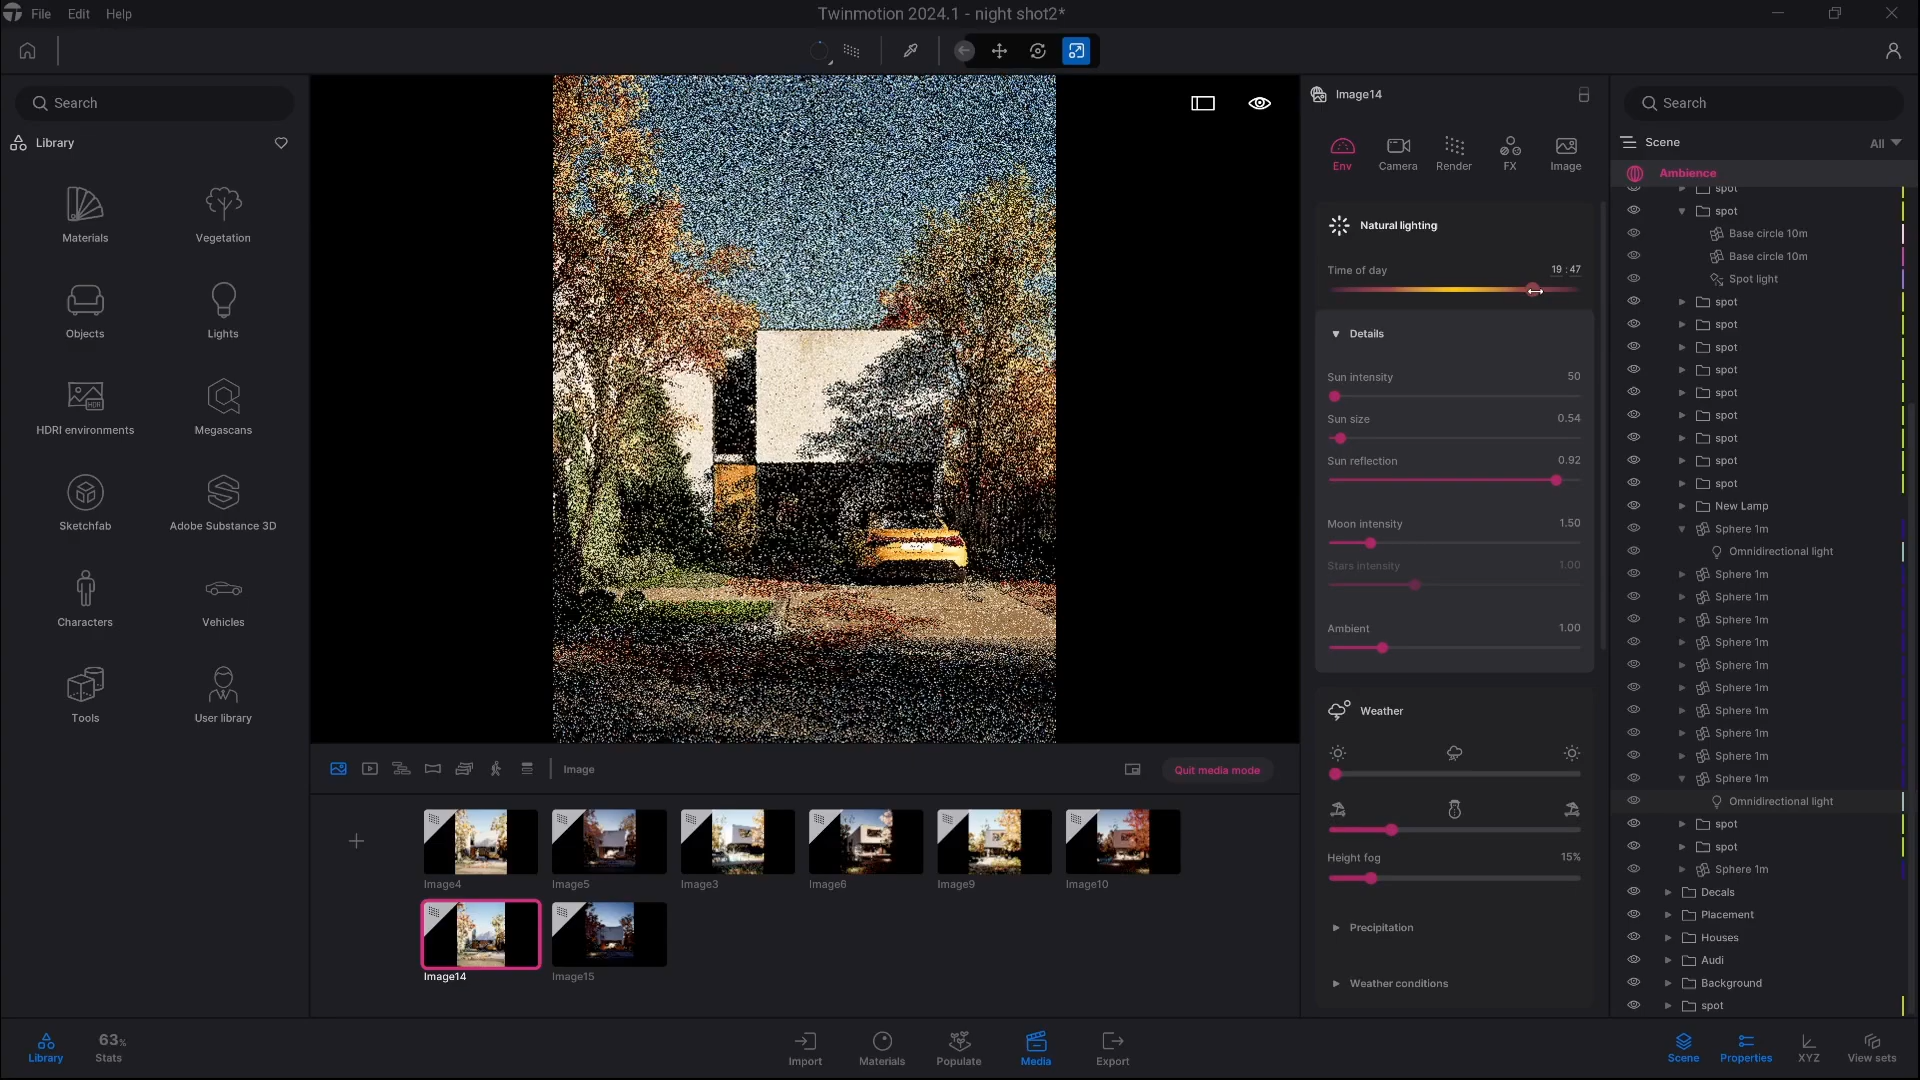 File Edit Help
Twinmotion 2024.1 - night shot2*
Search
Library
Materials
Vegetation
Objects
Lights
HDRI environments
Megascans
Sketchfab
Adobe Substance 3D
Characters
Vehicles
Tools
User library
Image14
Env
Camera
Render
FX
Image
Natural lighting
Time of day 19 : 47
Details
Sun intensity 50
Sun size 0.54
Sun reflection 0.92
Moon intensity 1.50
Stars intensity 1.00
Ambient 1.00
Weather
Height fog 15%
Precipitation
Weather conditions
Search
Scene All
Ambience
spot
spot
Base circle 10m
Base circle 10m
Spot light
spot
spot
spot
spot
spot
spot
spot
spot
spot
New Lamp
Sphere 1m
Omnidirectional light
Sphere 1m
Sphere 1m
Sphere 1m
Sphere 1m
Sphere 1m
Sphere 1m
Sphere 1m
Sphere 1m
Sphere 1m
Sphere 1m
Omnidirectional light
spot
spot
Sphere 1m
Decals
Placement
Houses
Audi
Background
spot
Image
Quit media mode
Image4
Image5
Image3
Image6
Image9
Image10
Image14
Image15
Library
63%
Stats
Import
Materials
Populate
Media
Export
Scene
Properties
XYZ
View sets